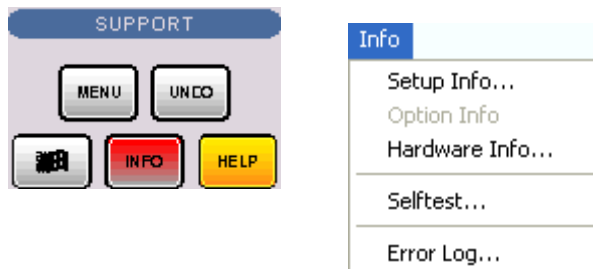 SUPPORT
MENU UNDO
INFO HELP
Info
Setup Info...
Option Info
Hardware Info...
Selftest...
Error Log...